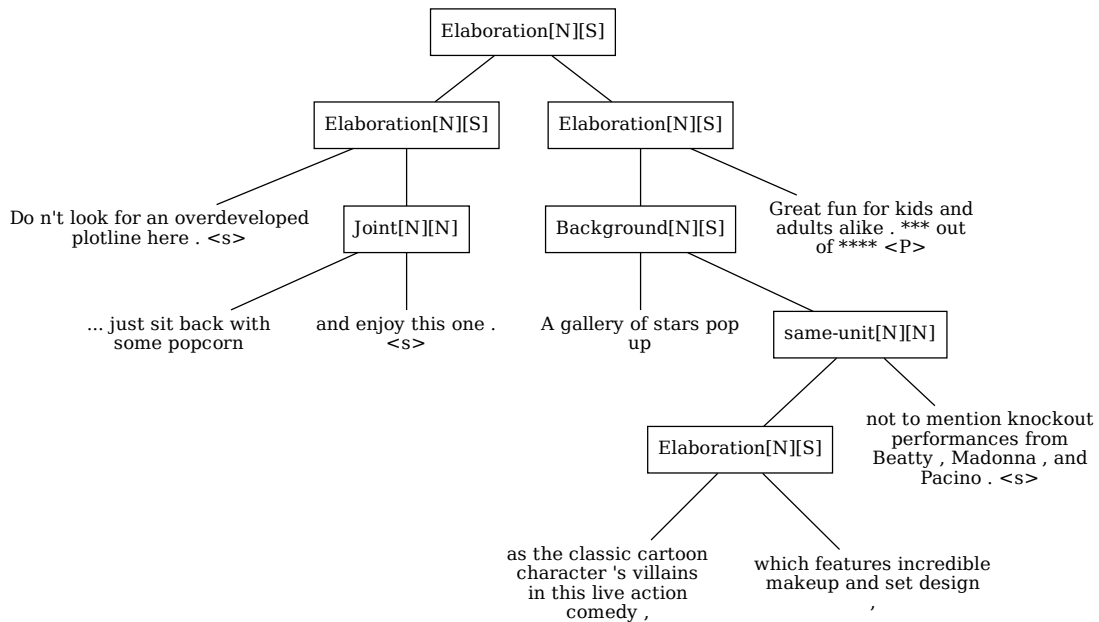 Elaboration[N][S]
Elaboration[N][S]
Elaboration[N][S]
Do n't look for an overdeveloped
plotline here . <s>
Joint[N][N]
Background[N][S]
Great fun for kids and
adults alike . *** out
of **** <P>
... just sit back with
some popcorn
and enjoy this one .
<s>
A gallery of stars pop
up
same-unit[N][N]
Elaboration[N][S]
not to mention knockout
performances from
Beatty , Madonna , and
Pacino . <s>
as the classic cartoon
character 's villains
in this live action
comedy ,
which features incredible
makeup and set design
,